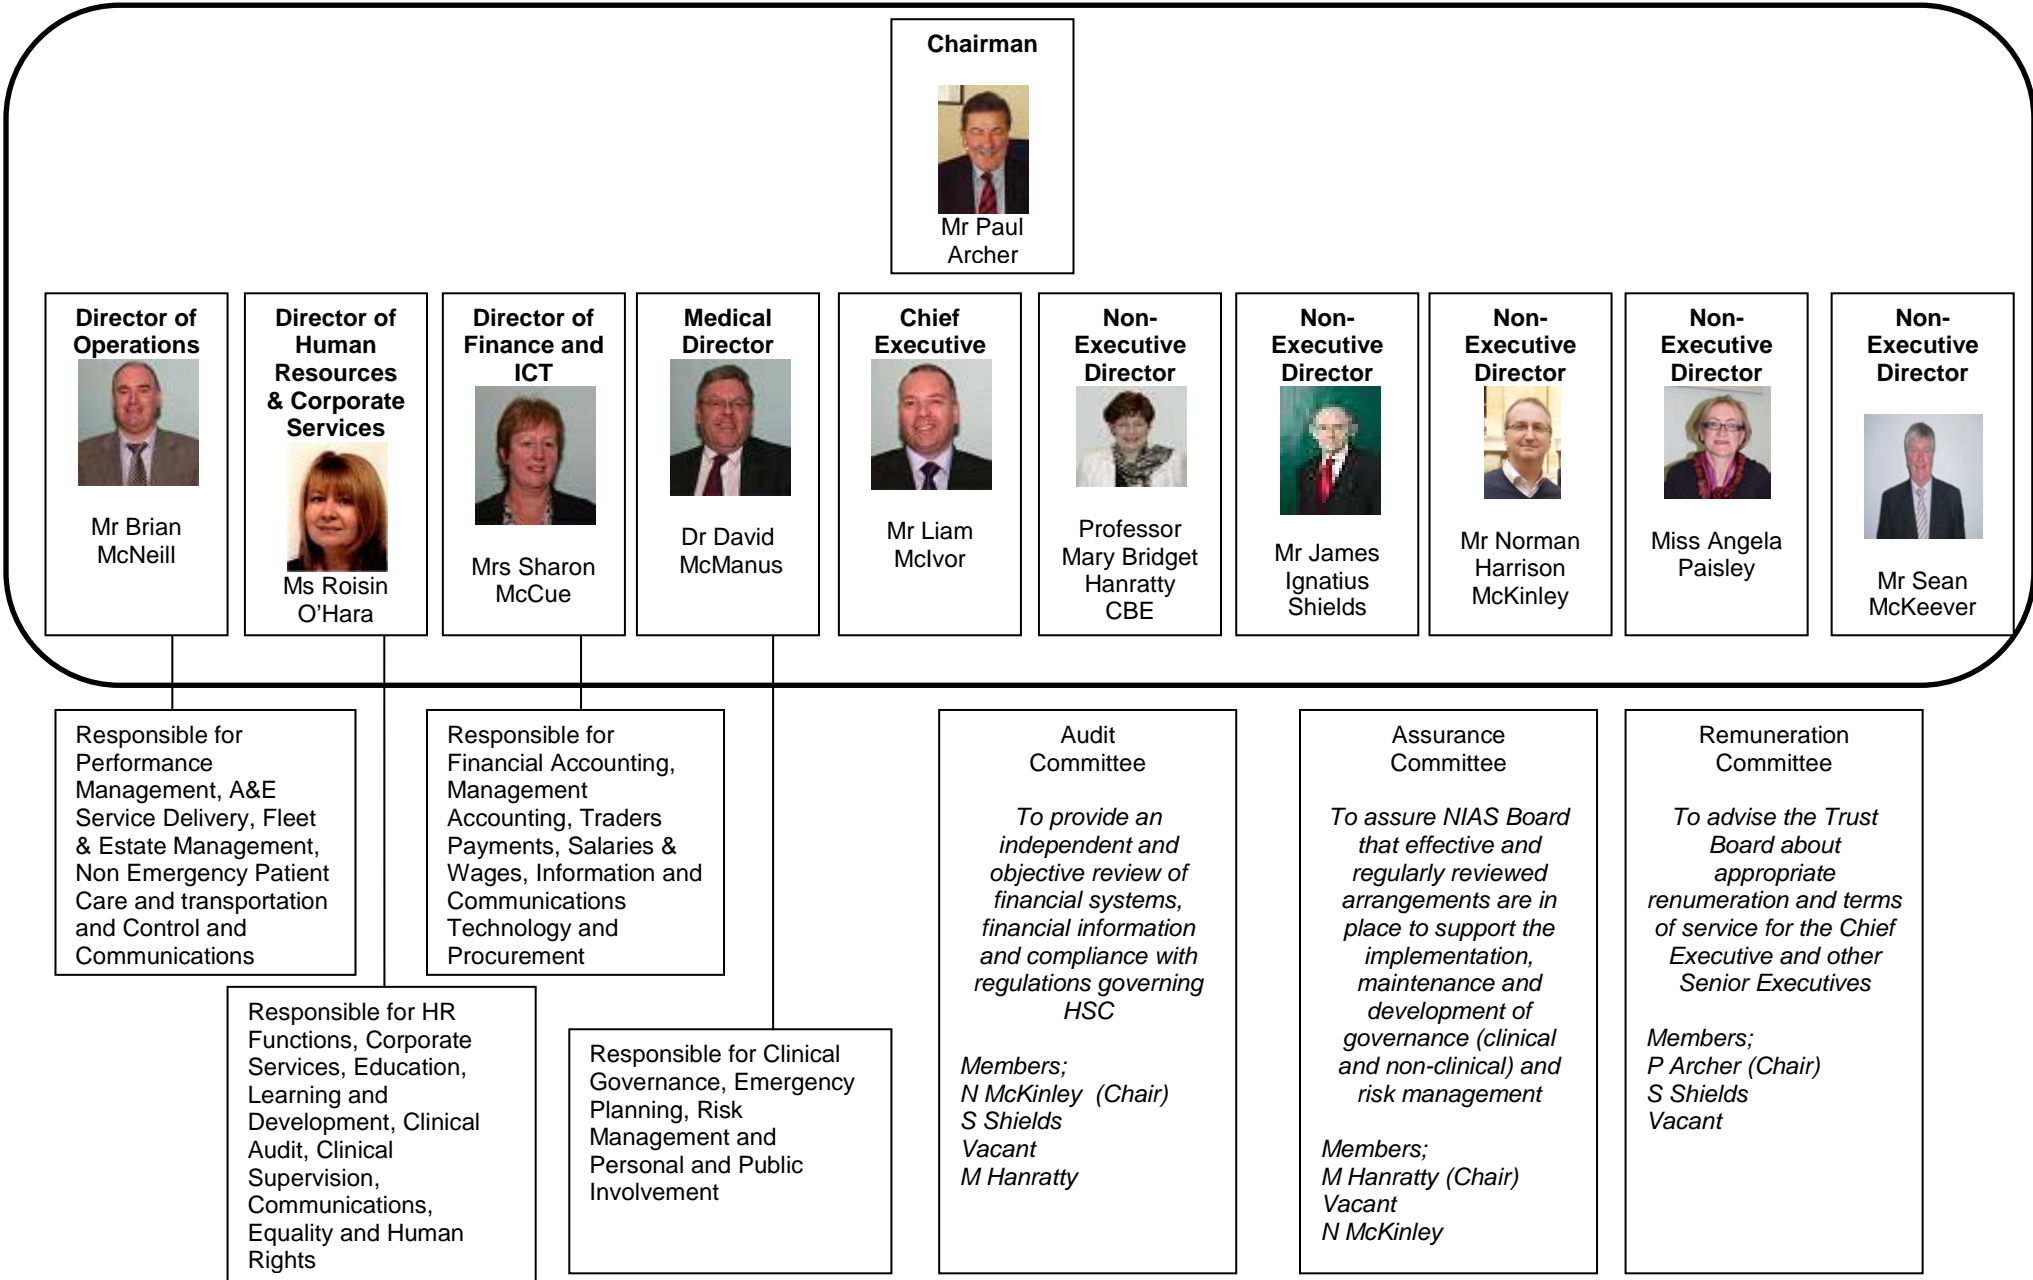 Chairman
Mr Paul
Archer
Director of
Operations
Mr Brian
McNeill
Director of
Human
Resources
& Corporate
Services
Ms Roisin
O'Hara
Director of
Finance and
ICT
Mrs Sharon
McCue
Medical
Director
Dr David
McManus
Chief
Executive
Mr Liam
McIvor
Non-
Executive
Director
Professor
Mary Bridget
Hanratty
CBE
Non-
Executive
Director
Mr James
Ignatius
Shields
Non-
Executive
Director
Mr Norman
Harrison
McKinley
Non-
Executive
Director
Miss Angela
Paisley
Non-
Executive
Director
Mr Sean
McKeever
Responsible for
Performance
Management, A&E
Service Delivery, Fleet
& Estate Management,
Non Emergency Patient
Care and transportation
and Control and
Communications
Responsible for HR
Functions, Corporate
Services, Education,
Learning and
Development, Clinical
Audit, Clinical
Supervision,
Communications,
Equality and Human
Rights
Responsible for
Financial Accounting,
Management
Accounting, Traders
Payments, Salaries &
Wages, Information and
Communications
Technology and
Procurement
Responsible for Clinical
Governance, Emergency
Planning, Risk
Management and
Personal and Public
Involvement
Audit
Committee
To provide an
independent and
objective review of
financial systems,
financial information
and compliance with
regulations governing
HSC
Members;
N McKinley (Chair)
S Shields
Vacant
M Hanratty
Assurance
Committee
To assure NIAS Board
that effective and
regularly reviewed
arrangements are in
place to support the
implementation,
maintenance and
development of
governance (clinical
and non-clinical) and
risk management
Members;
M Hanratty (Chair)
Vacant
N McKinley
Remuneration
Committee
To advise the Trust
Board about
appropriate
renumeration and terms
of service for the Chief
Executive and other
Senior Executives
Members;
P Archer (Chair)
S Shields
Vacant